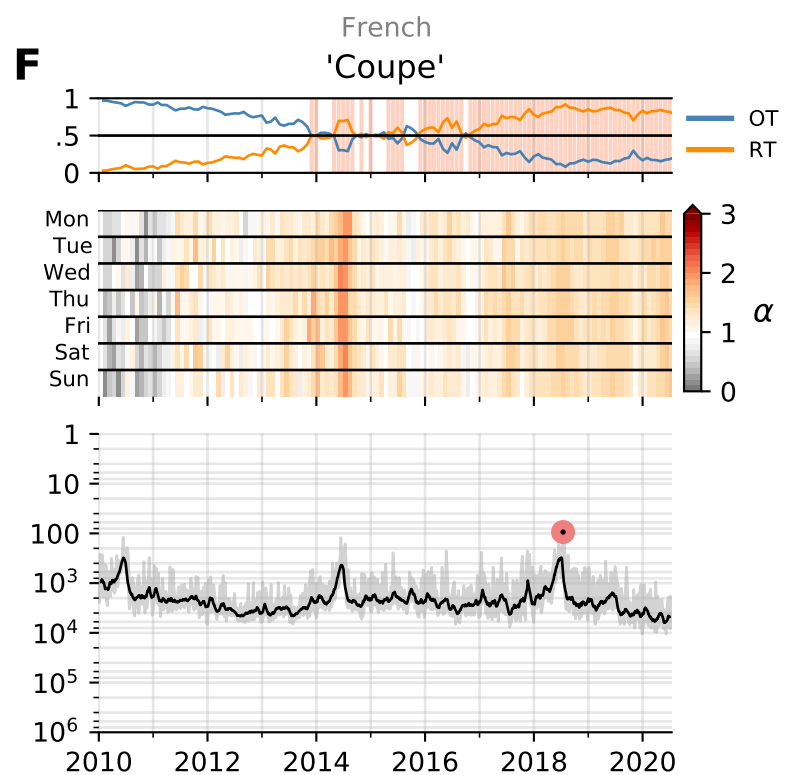 French
F
'Coupe'
1
.5
0
OT
RT
Mon
Tue
Wed
Thu
Fri
Sat
Sun
3
2
1
0
α
1
10
100
10³
10⁴
10⁵
10⁶
2010 2012 2014 2016 2018 2020